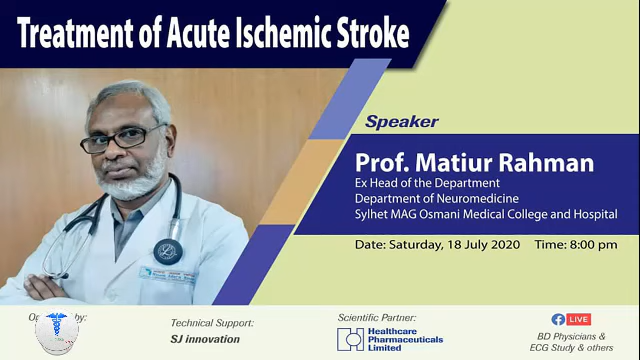 Treatment of Acute Ischemic Stroke
Speaker
Prof. Matiur Rahman
Ex Head of the Department
Department of Neuromedicine
Sylhet MAG Osmani Medical College and Hospital
Date: Saturday, 18 July 2020 Time: 8:00 pm
Technical Support:
SJ innovation
Scientific Partner:
Healthcare
Pharmaceuticals
Limited
LIVE
BD Physicians &
ECG Study & others